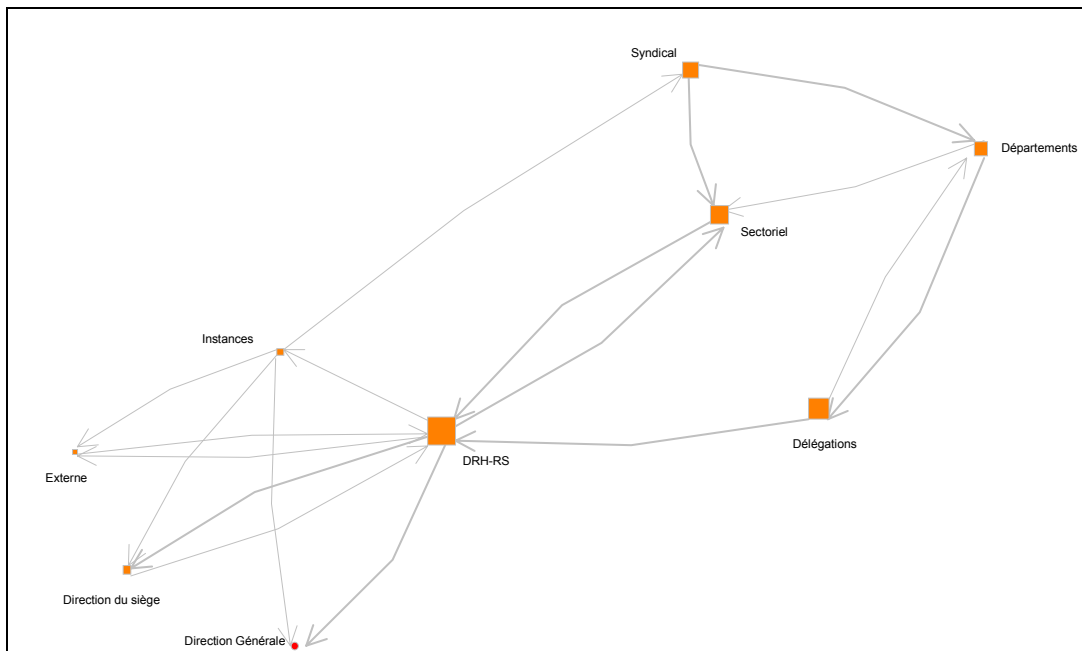 Syndical
Départements
Sectoriel
Instances
Délégations
DRH-RS
Externe
Direction du siège
Direction Générale